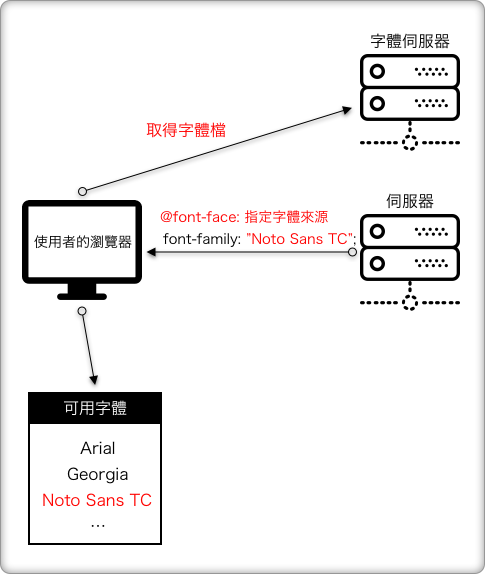 字體伺服器
取得字體檔
伺服器
@font-face: 指定字體來源
font-family: "Noto Sans TC";
使用者的瀏覽器
可用字體
Arial
Georgia
Noto Sans TC
...